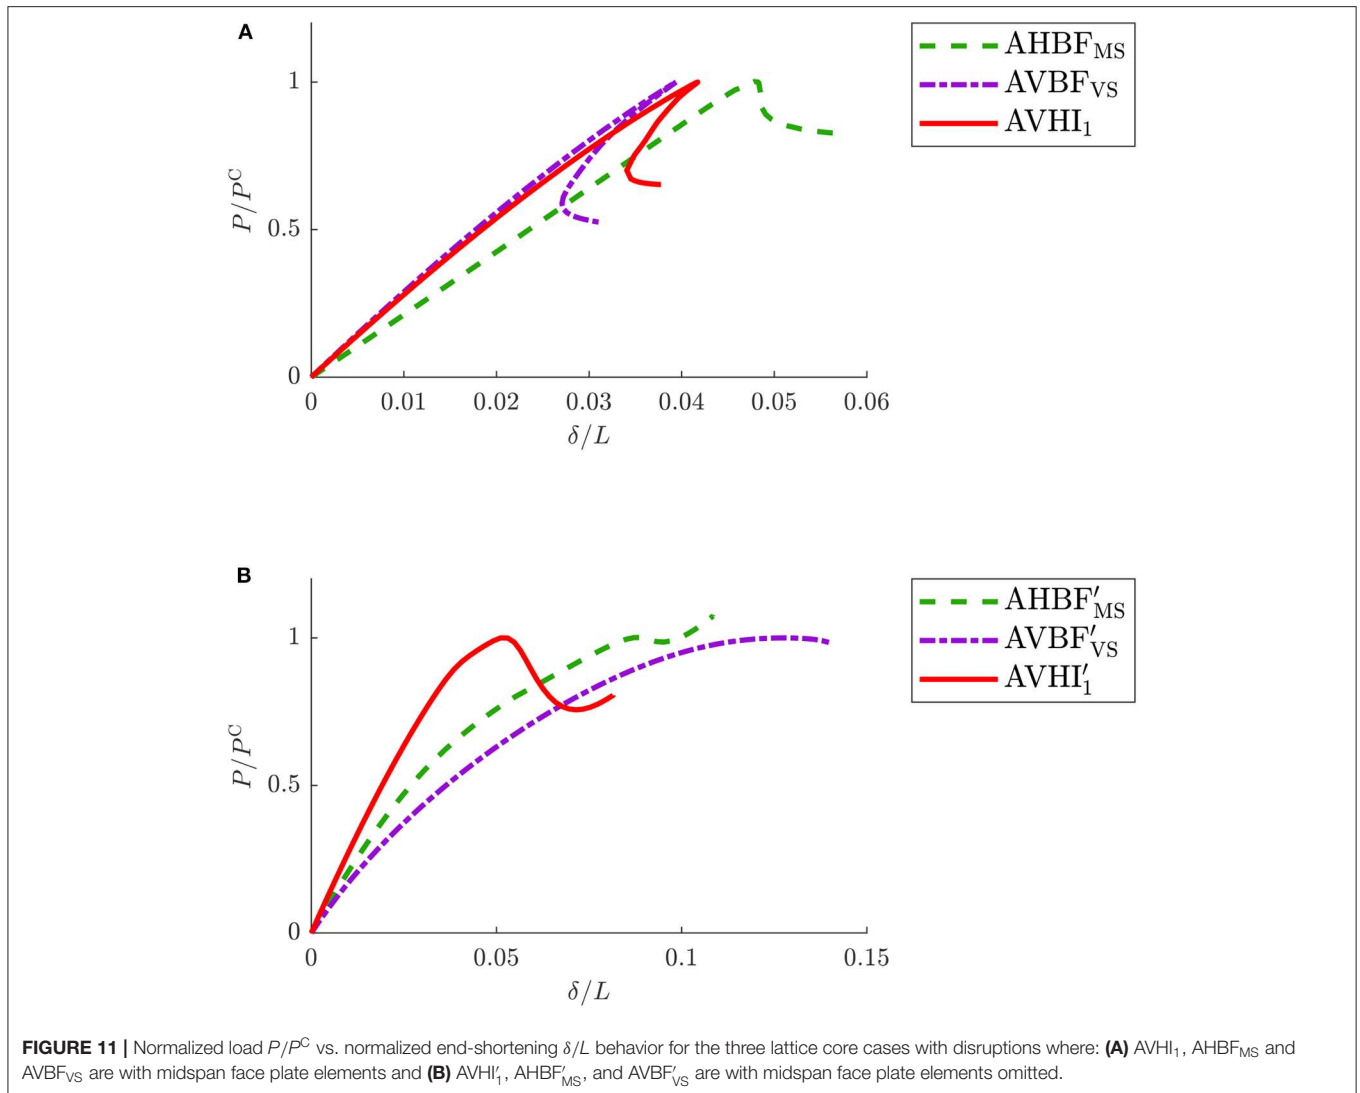 A
AHBF_MS
AVBF_VS
AVHI_1
1
0.5
0
P/P^C
0 0.01 0.02 0.03 0.04 0.05 0.06
δ/L
B
AHBF′_MS
AVBF′_VS
AVHI′_1
1
0.5
0
P/P^C
0 0.05 0.1 0.15
δ/L
FIGURE 11 | Normalized load P/P^C vs. normalized end-shortening δ/L behavior for the three lattice core cases with disruptions where: (A) AVHI_1, AHBF_MS and
AVBF_VS are with midspan face plate elements and (B) AVHI′_1, AHBF′_MS, and AVBF′_VS are with midspan face plate elements omitted.